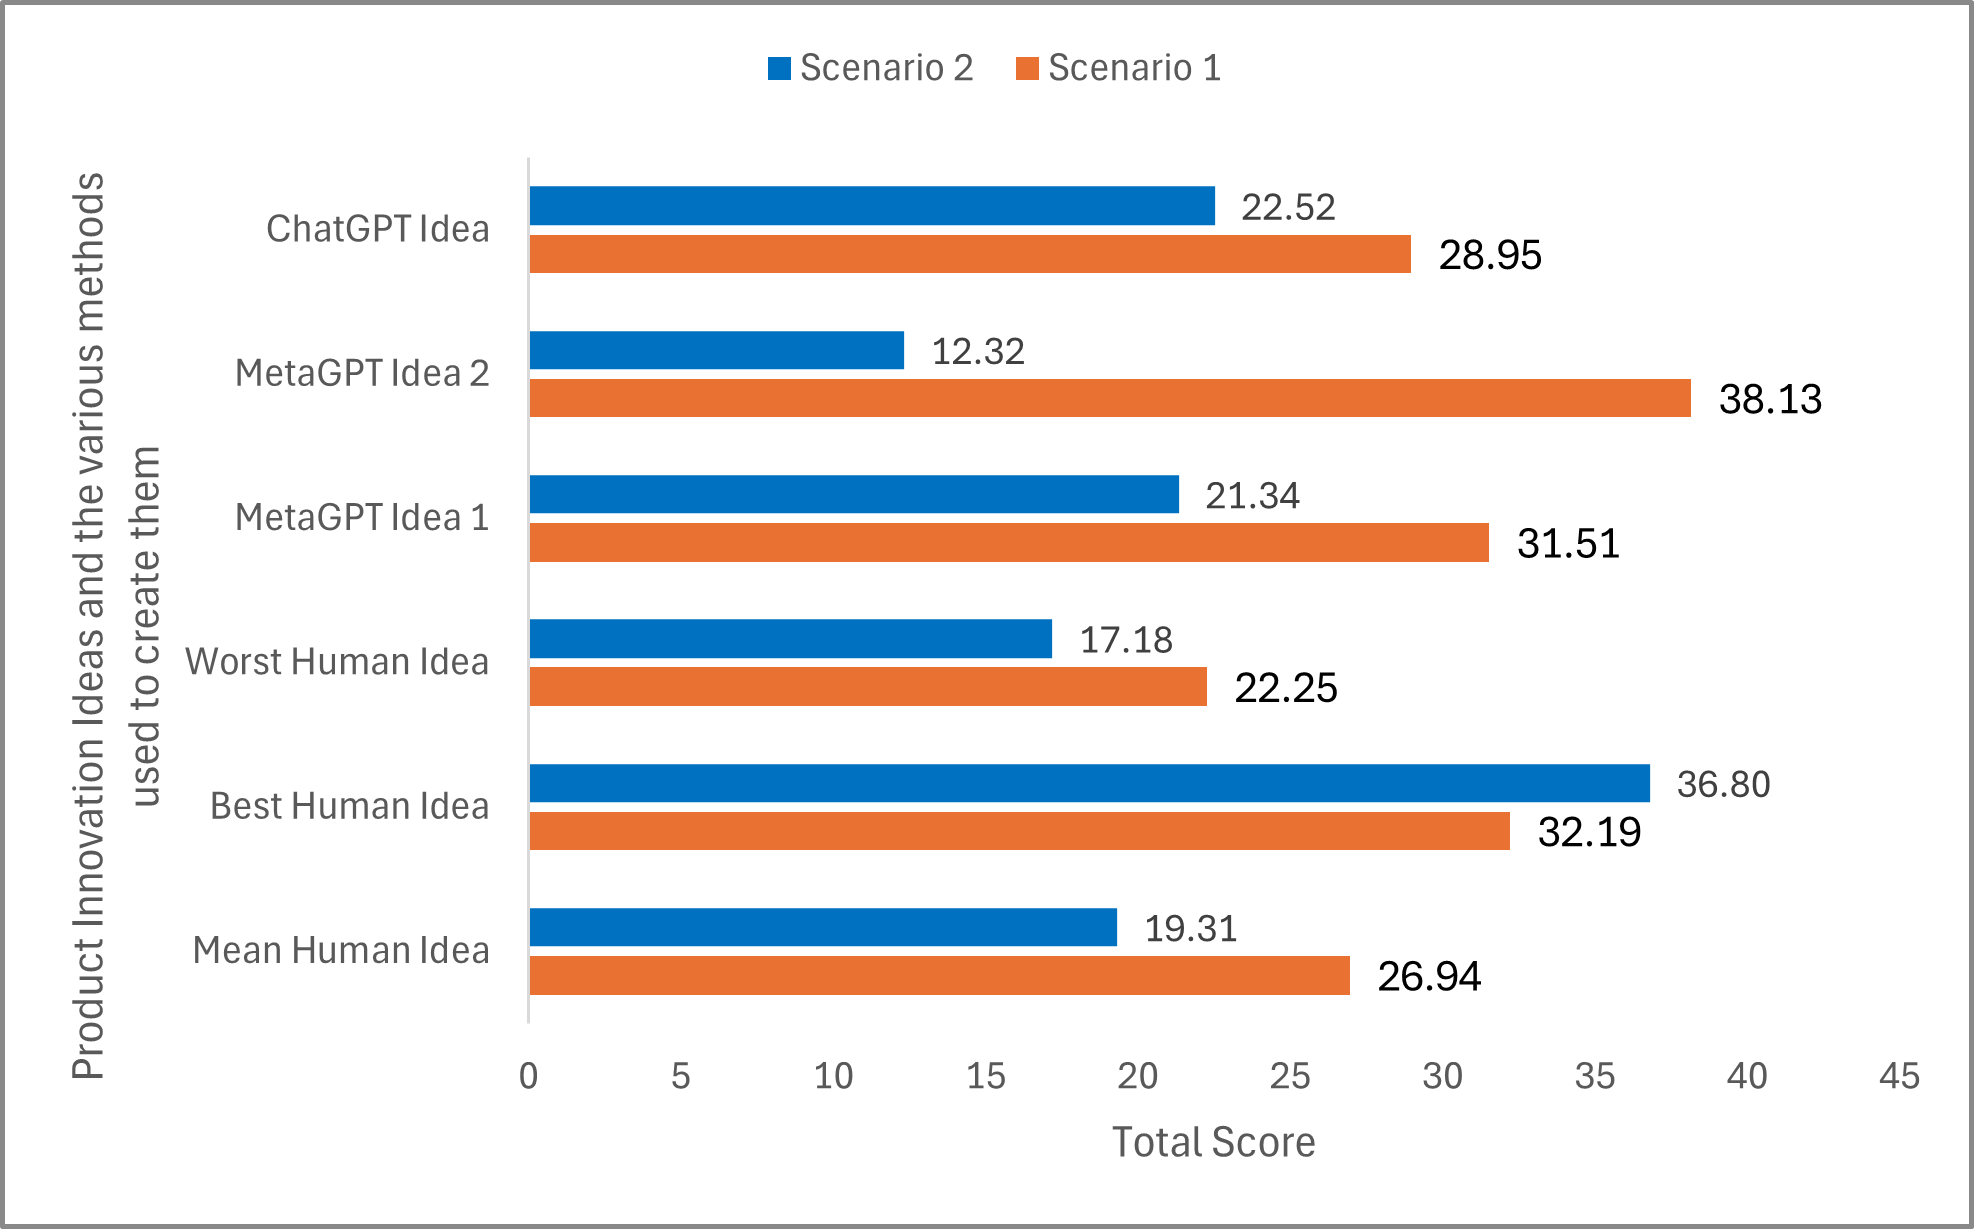 Scenario 2
Scenario 1
Product Innovation Ideas and the various methods
used to create them
ChatGPT Idea
22.52
28.95
MetaGPT Idea 2
12.32
38.13
MetaGPT Idea 1
21.34
31.51
Worst Human Idea
17.18
22.25
Best Human Idea
36.80
32.19
Mean Human Idea
19.31
26.94
0 5 10 15 20 25 30 35 40 45
Total Score